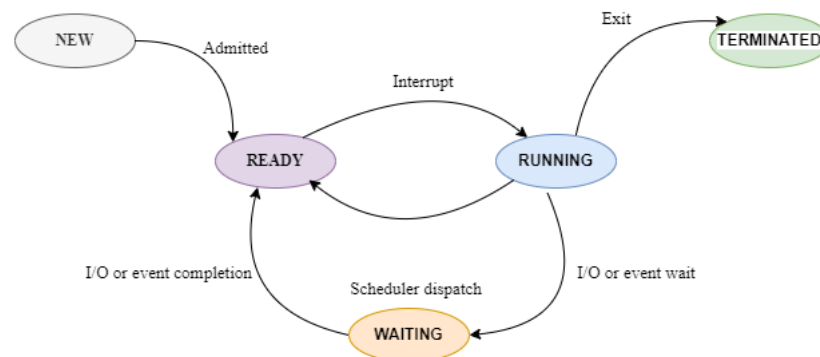 Exit
NEW
TERMINATED
Admitted
Interrupt
READY
RUNNING
I/O or event completion
I/O or event wait
Scheduler dispatch
WAITING